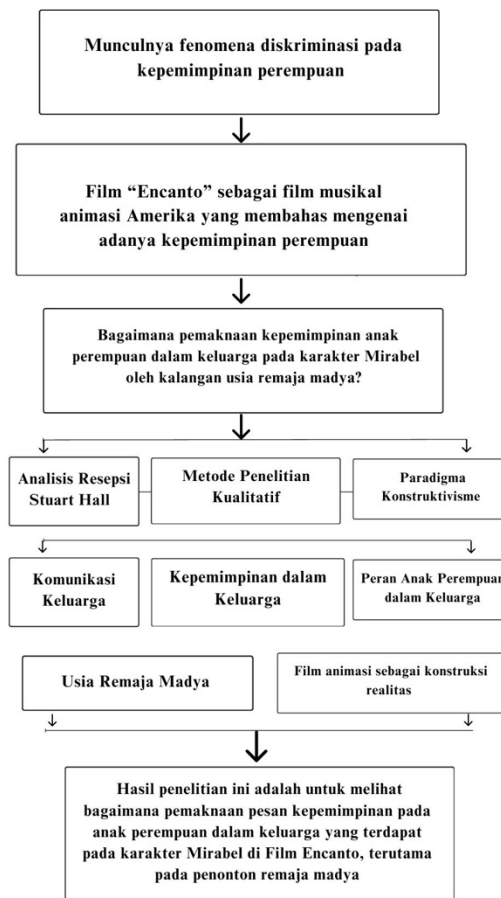 Munculnya fenomena diskriminasi pada
kepemimpinan perempuan
Film “Encanto” sebagai film musikal
animasi Amerika yang membahas mengenai
adanya kepemimpinan perempuan
Bagaimana pemaknaan kepemimpinan anak
perempuan dalam keluarga pada karakter Mirabel
oleh kalangan usia remaja madya?
Analisis Resepsi
Stuart Hall
Metode Penelitian
Kualitatif
Paradigma
Konstruktivisme
Komunikasi
Keluarga
Kepemimpinan dalam
Keluarga
Peran Anak Perempuan
dalam Keluarga
Usia Remaja Madya
Film animasi sebagai konstruksi
realitas
Hasil penelitian ini adalah untuk melihat
bagaimana pemaknaan pesan kepemimpinan pada
anak perempuan dalam keluarga yang terdapat
pada karakter Mirabel di Film Encanto, terutama
pada penonton remaja madya